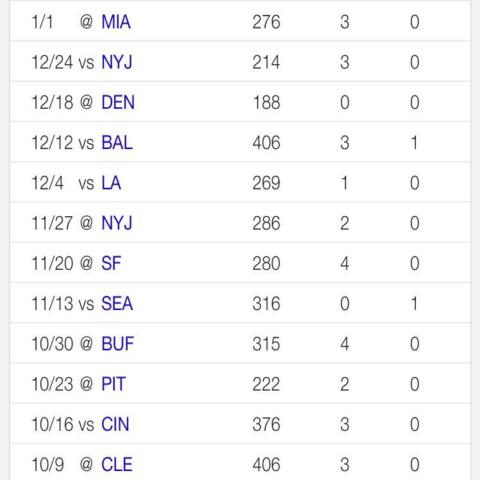 1/1 @ MIA 276 3 0
12/24 vs NYJ 214 3 0
12/18 @ DEN 188 0 0
12/12 vs BAL 406 3 1
12/4 vs LA 269 1 0
11/27 @ NYJ 286 2 0
11/20 @ SF 280 4 0
11/13 vs SEA 316 0 1
10/30 @ BUF 315 4 0
10/23 @ PIT 222 2 0
10/16 vs CIN 376 3 0
10/9 @ CLE 406 3 0